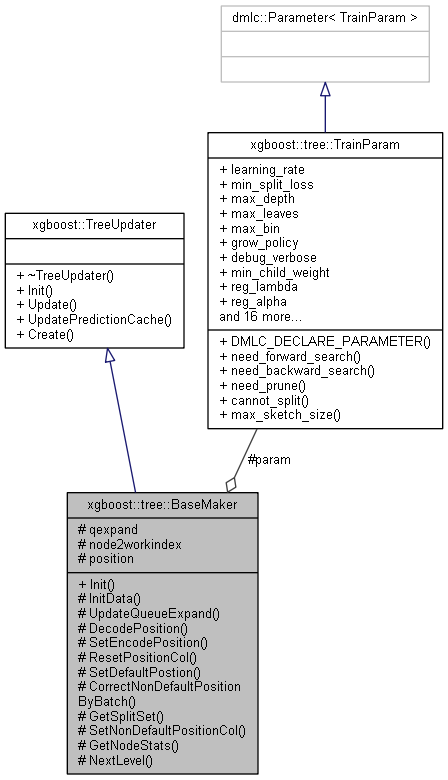 dmlc::Parameter< TrainParam >
xgboost::tree::TrainParam
+ learning_rate
+ min_split_loss
+ max_depth
+ max_leaves
+ max_bin
+ grow_policy
+ debug_verbose
+ min_child_weight
+ reg_lambda
+ reg_alpha
and 16 more...
+ DMLC_DECLARE_PARAMETER()
+ need_forward_search()
+ need_backward_search()
+ need_prune()
+ cannot_split()
+ max_sketch_size()
xgboost::TreeUpdater
+ ~TreeUpdater()
+ Init()
+ Update()
+ UpdatePredictionCache()
+ Create()
#param
xgboost::tree::BaseMaker
# qexpand
# node2workindex
# position
+ Init()
# InitData()
# UpdateQueueExpand()
# DecodePosition()
# SetEncodePosition()
# ResetPositionCol()
# SetDefaultPostion()
# CorrectNonDefaultPosition
ByBatch()
# GetSplitSet()
# SetNonDefaultPositionCol()
# GetNodeStats()
# NextLevel()